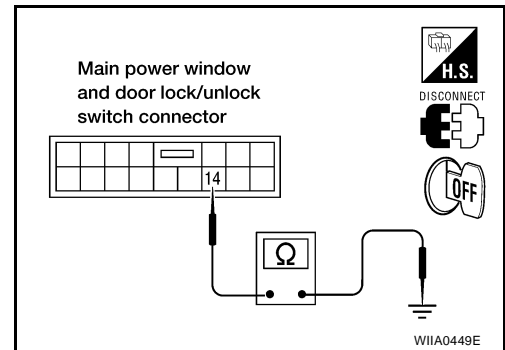 Main power window
and door lock/unlock
switch connector
H.S.
DISCONNECT
OFF
14
Ω
WIIA0449E